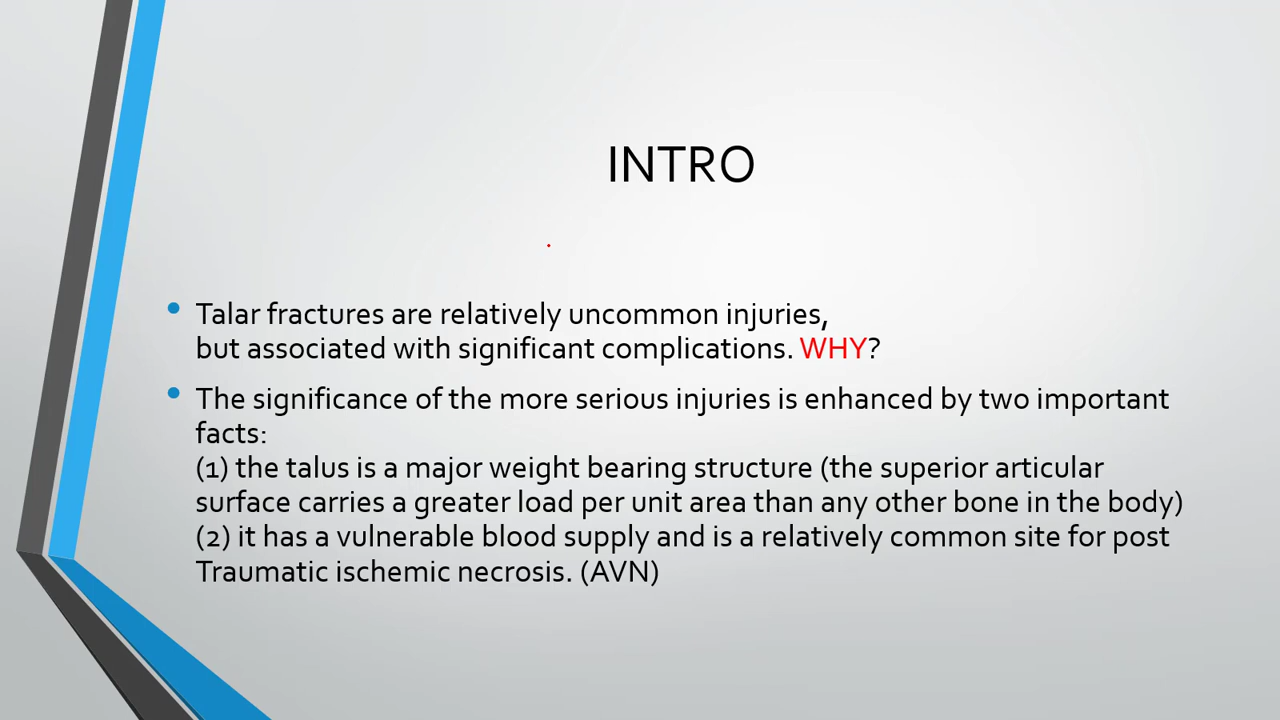 INTRO
• Talar fractures are relatively uncommon injuries,
but associated with significant complications. WHY?
• The significance of the more serious injuries is enhanced by two important
facts:
(1) the talus is a major weight bearing structure (the superior articular
surface carries a greater load per unit area than any other bone in the body)
(2) it has a vulnerable blood supply and is a relatively common site for post
Traumatic ischemic necrosis. (AVN)